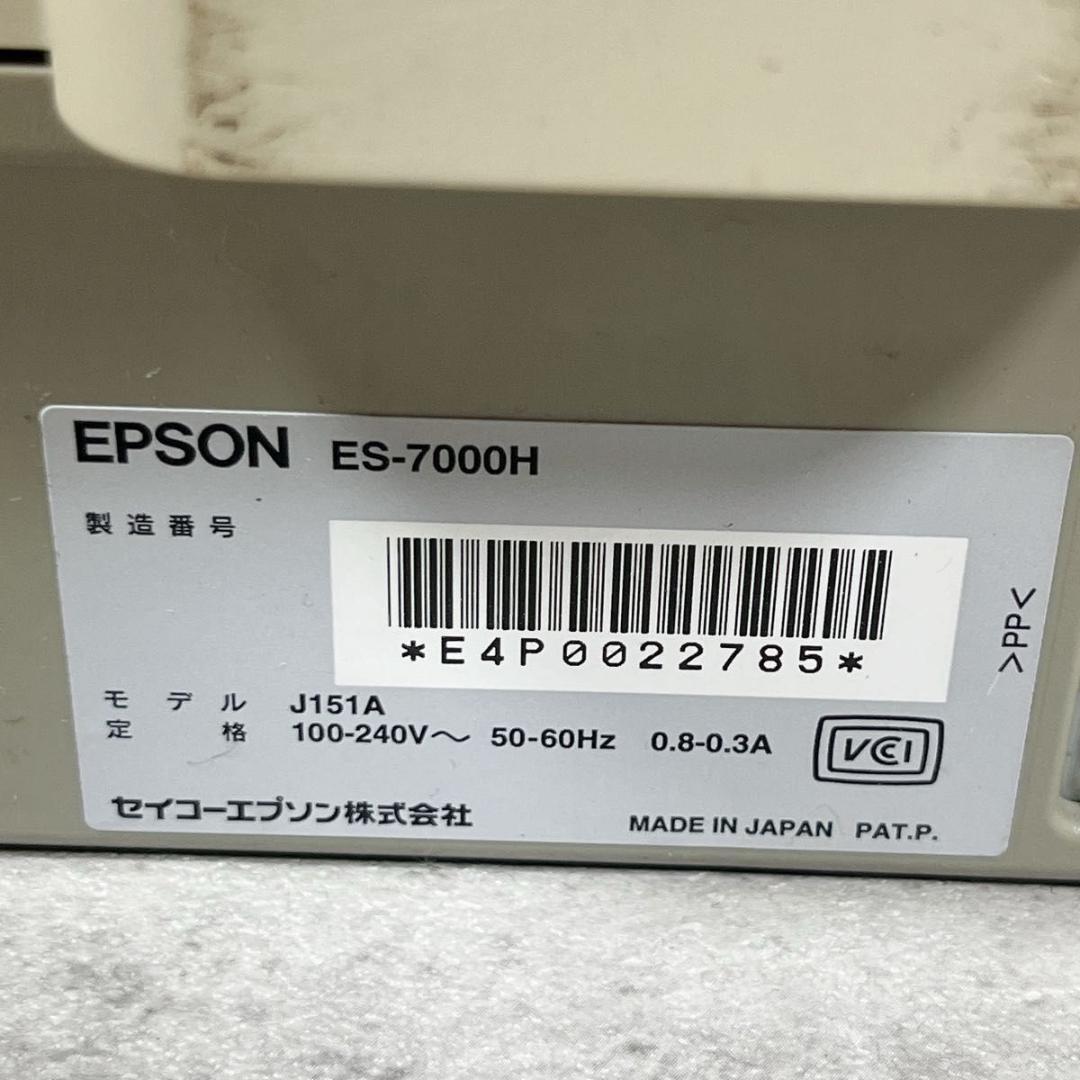 EPSON ES-7000H
製造番号
*E4P0022785*
>PP<
モデル J151A
定格 100-240V～ 50-60Hz 0.8-0.3A
VCI
セイコーエプソン株式会社
MADE IN JAPAN PAT.P.